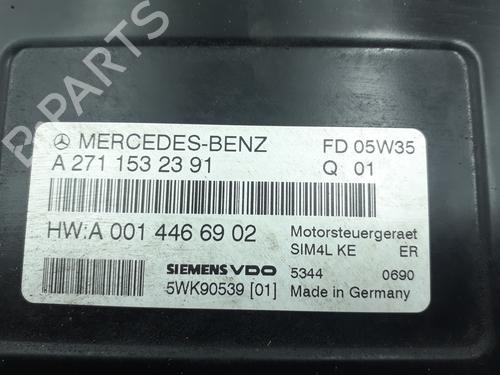 MERCEDES-BENZ FD 05W35
A 271 153 23 91 Q 01
HW:A 001 446 69 02 Motorsteuergeraet
SIM4L KE ER
SIEMENS VDO 5344 0690
5WK90539 [01] Made in Germany
B PARTS